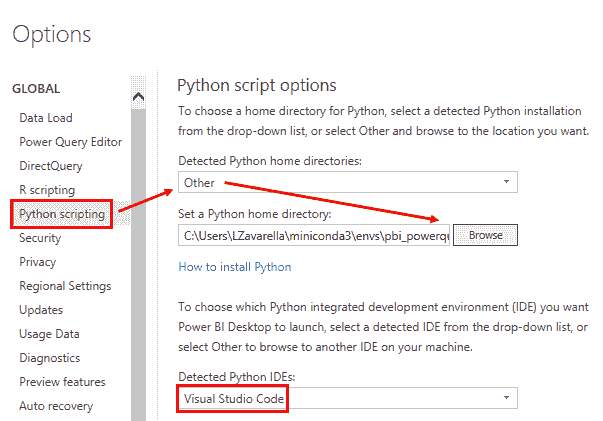 Options
GLOBAL
Data Load
Power Query Editor
DirectQuery
R scripting
Python scripting
Security
Privacy
Regional Settings
Updates
Usage Data
Diagnostics
Preview features
Auto recovery
Python script options
To choose a home directory for Python, select a detected Python installation
from the drop-down list, or select Other and browse to the location you want.
Detected Python home directories:
Other
Set a Python home directory:
C:\Users\LZavarella\miniconda3\envs\pbi_powerqu
Browse
How to install Python
To choose which Python integrated development environment (IDE) you want
Power BI Desktop to launch, select a detected IDE from the drop-down list, or
select Other to browse to another IDE on your machine.
Detected Python IDEs:
Visual Studio Code